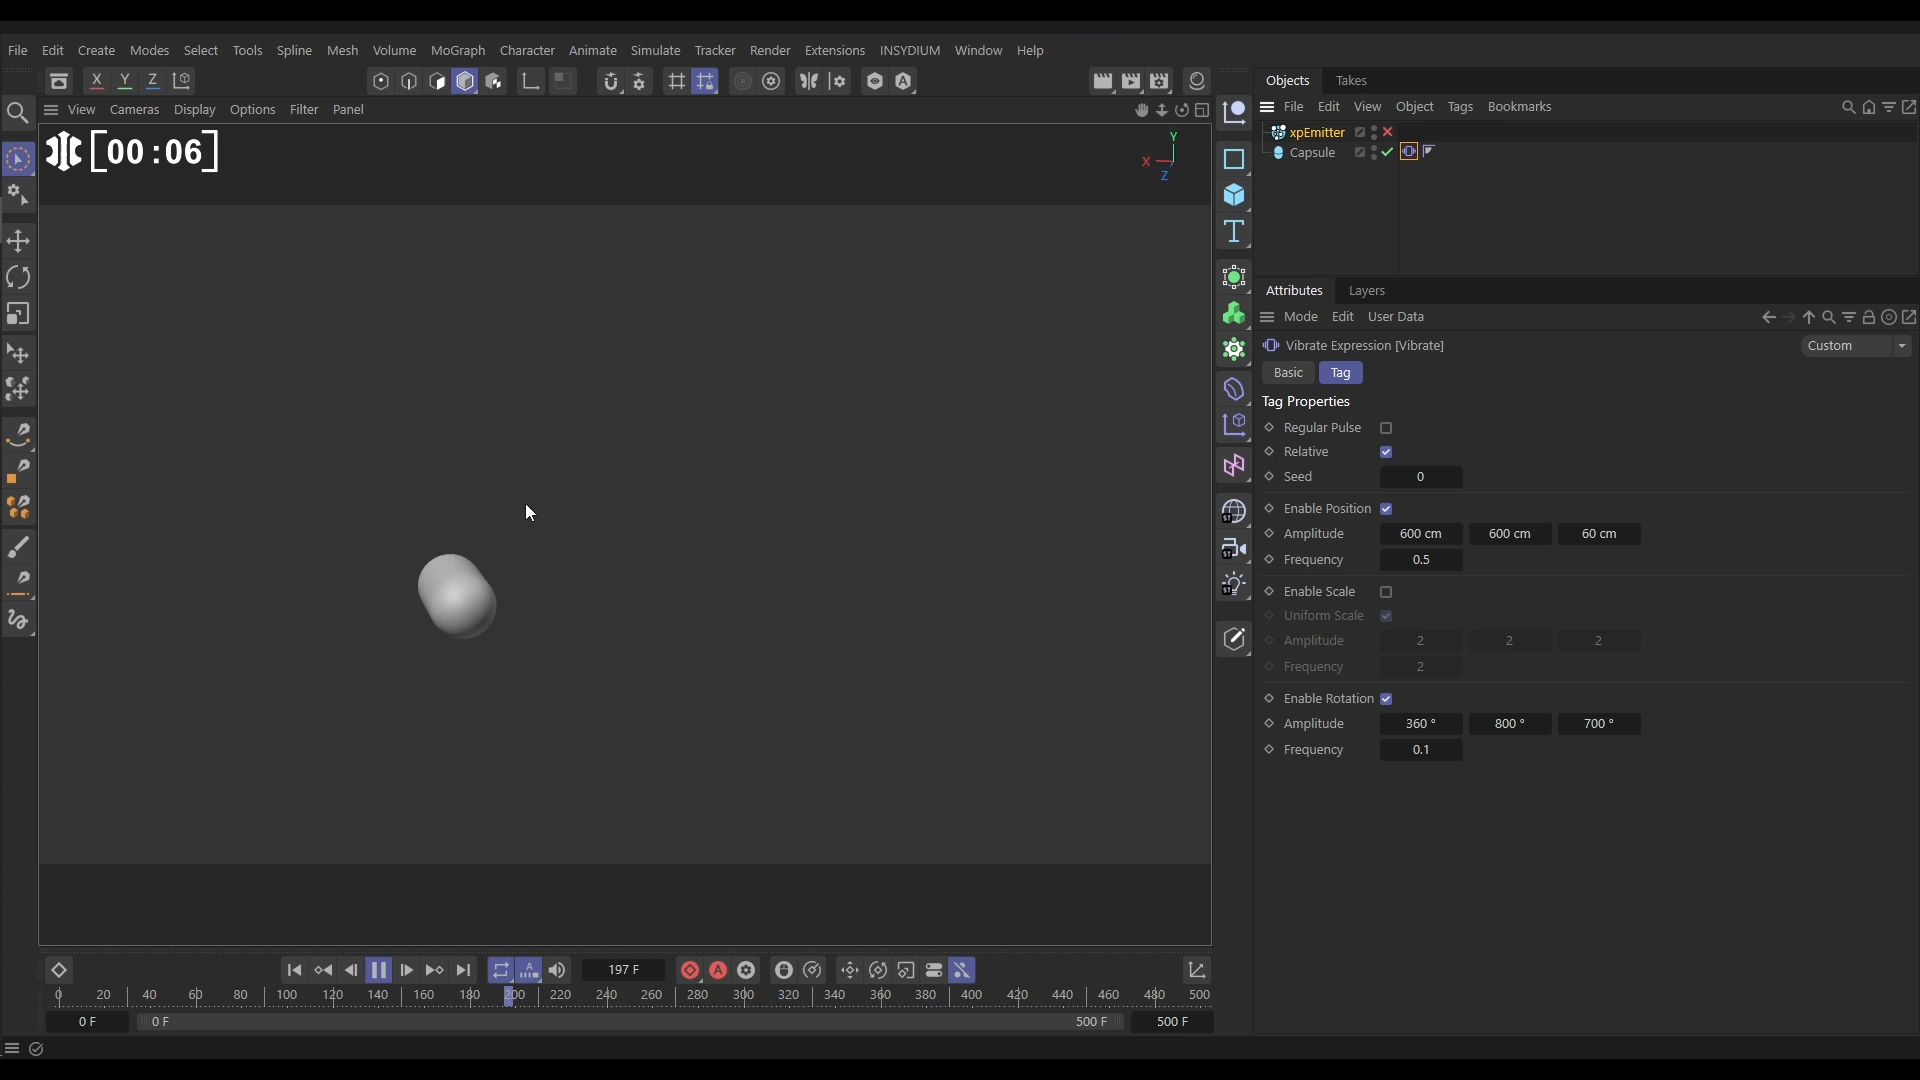 File Edit Create Modes Select Tools Spline Mesh Volume MoGraph Character Animate Simulate Tracker Render Extensions INSYDIUM Window Help
X Y Z
Objects Takes
View Cameras Display Options Filter Panel
File Edit View Object Tags Bookmarks
[00:06]
Y
X
Z
xpEmitter
Capsule
Attributes Layers
Mode Edit User Data
Vibrate Expression [Vibrate] Custom
Basic Tag
Tag Properties
Regular Pulse
Relative
Seed 0
Enable Position
Amplitude 600 cm 600 cm 60 cm
Frequency 0.5
Enable Scale
Uniform Scale
Amplitude 2 2 2
Frequency 2
Enable Rotation
Amplitude 360 ° 800 ° 700 °
Frequency 0.1
197 F
0 20 40 60 80 100 120 140 160 180 200 220 240 260 280 300 320 340 360 380 400 420 440 460 480 500
0 F 0 F 500 F 500 F